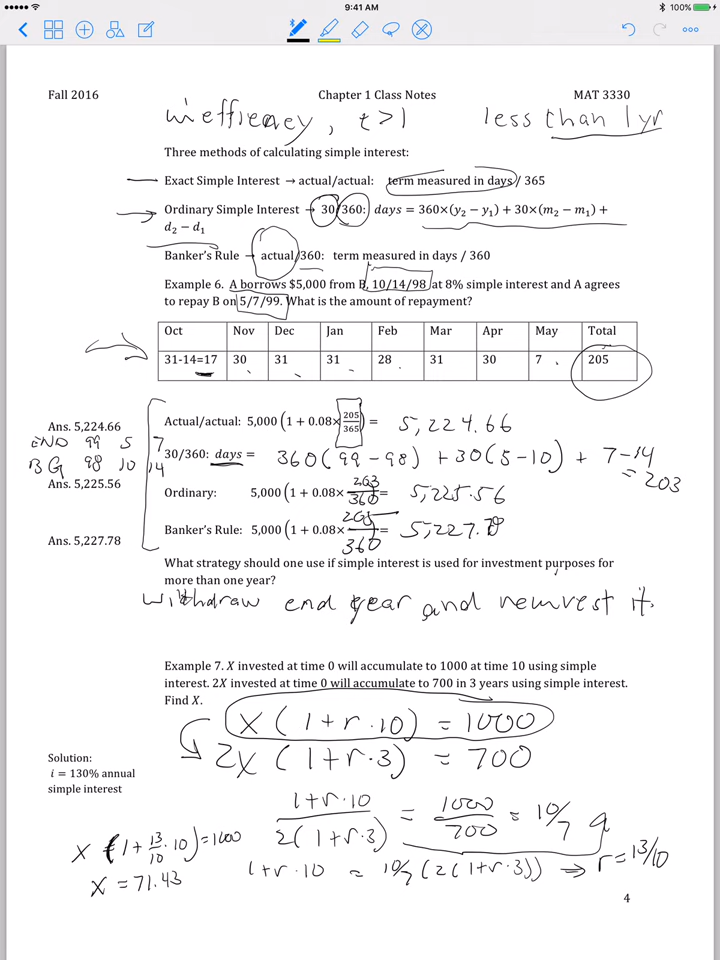 9:41 AM
100%
Fall 2016 Chapter 1 Class Notes MAT 3330
inefficiency, t>1 less than 1 yr
Three methods of calculating simple interest:
Exact Simple Interest → actual/actual: term measured in days / 365
Ordinary Simple Interest → 30/360: days = 360×(y₂ − y₁) + 30×(m₂ − m₁) +
d₂ − d₁
Banker's Rule → actual/360: term measured in days / 360
Example 6. A borrows $5,000 from B, 10/14/98 at 8% simple interest and A agrees
to repay B on 5/7/99. What is the amount of repayment?
Oct Nov Dec Jan Feb Mar Apr May Total
31-14=17 30 31 31 28 31 30 7 205
Ans. 5,224.66 Actual/actual: 5,000 (1 + 0.08× 205/365) = 5,224.66
END 99 5 7
BG 98 10 14
30/360: days = 360(99-98) + 30(5-10) + 7-14
= 203
Ans. 5,225.56 Ordinary: 5,000 (1 + 0.08× 203/360) = 5,225.56
Ans. 5,227.78 Banker's Rule: 5,000 (1 + 0.08× 205/360) = 5,227.78
What strategy should one use if simple interest is used for investment purposes for
more than one year?
withdraw end year and reinvest it.
Example 7. X invested at time 0 will accumulate to 1000 at time 10 using simple
interest. 2X invested at time 0 will accumulate to 700 in 3 years using simple interest.
Find X.
X(1+r·10) = 1000
2X(1+r·3) = 700
Solution:
i = 130% annual
simple interest
1+r·10 / 2(1+r·3) = 1000/700 = 10/7
1+r·10 = 10/7 (2(1+r·3)) ⇒ r = 13/10
X (1+ 13/10 · 10) = 1000
X = 71.43
4